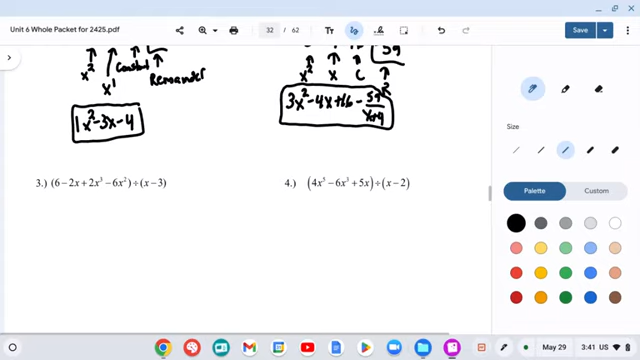 Unit 6 Whole Packet for 2425.pdf
32 / 62
Save
x² Constant Remainder
x¹
1x²-3x-4
59
x² x C R
3x²-4x+16 - 59/x+4
3.) (6 − 2x + 2x³ − 6x²) ÷ (x − 3)
4.) (4x⁵ − 6x³ + 5x) ÷ (x − 2)
Size
Palette
Custom
May 29
3:41 AM